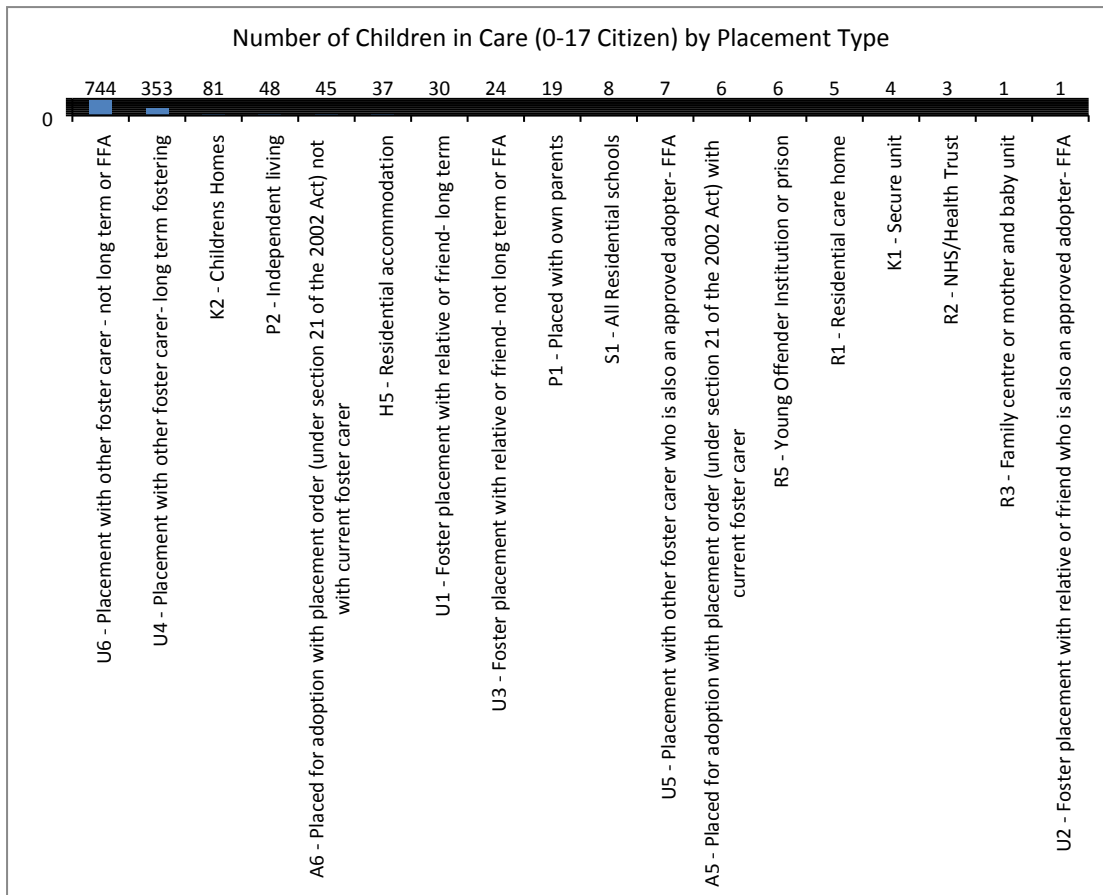 Number of Children in Care (0-17 Citizen) by Placement Type
744 353 81 48 45 37 30 24 19 8 7 6 6 5 4 3 1 1
0
U6 - Placement with other foster carer - not long term or FFA
U4 - Placement with other foster carer- long term fostering
K2 - Childrens Homes
P2 - Independent living
A6 - Placed for adoption with placement order (under section 21 of the 2002 Act) not
with current foster carer
H5 - Residential accommodation
U1 - Foster placement with relative or friend- long term
U3 - Foster placement with relative or friend- not long term or FFA
P1 - Placed with own parents
S1 - All Residential schools
U5 - Placement with other foster carer who is also an approved adopter- FFA
A5 - Placed for adoption with placement order (under section 21 of the 2002 Act) with
current foster carer
R5 - Young Offender Institution or prison
R1 - Residential care home
K1 - Secure unit
R2 - NHS/Health Trust
R3 - Family centre or mother and baby unit
U2 - Foster placement with relative or friend who is also an approved adopter- FFA